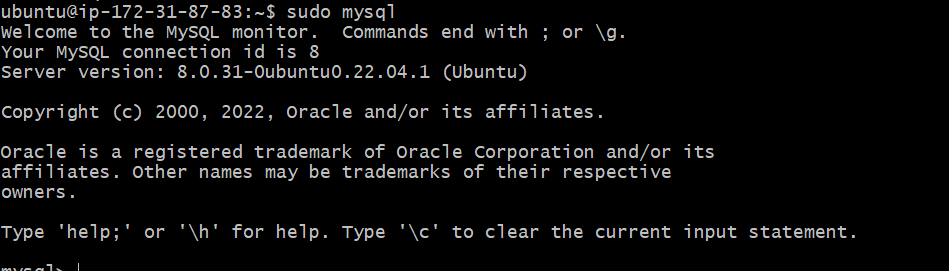 ubuntu@ip-172-31-87-83:~$ sudo mysql
Welcome to the MySQL monitor.  Commands end with ; or \g.
Your MySQL connection id is 8
Server version: 8.0.31-0ubuntu0.22.04.1 (Ubuntu)
Copyright (c) 2000, 2022, Oracle and/or its affiliates.
Oracle is a registered trademark of Oracle Corporation and/or its
affiliates. Other names may be trademarks of their respective
owners.
Type 'help;' or '\h' for help. Type '\c' to clear the current input statement.
mysql>